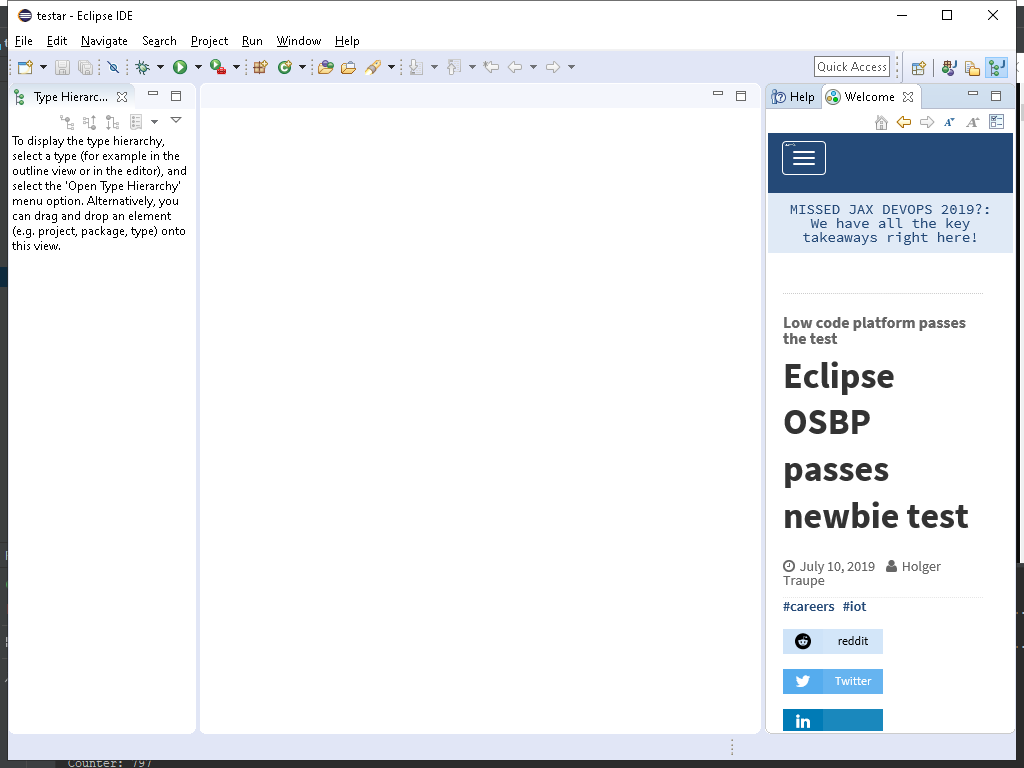 testar - Eclipse IDE
File Edit Navigate Search Project Run Window Help
Quick Access
Type Hierarc...
Help Welcome
To display the type hierarchy,
select a type (for example in the
outline view or in the editor), and
select the 'Open Type Hierarchy'
menu option. Alternatively, you
can drag and drop an element
(e.g. project, package, type) onto
this view.
MISSED JAX DEVOPS 2019?:
We have all the key
takeaways right here!
Low code platform passes
the test
Eclipse
OSBP
passes
newbie test
July 10, 2019 Holger
Traupe
#careers #iot
reddit
Twitter
in
Counter: 797